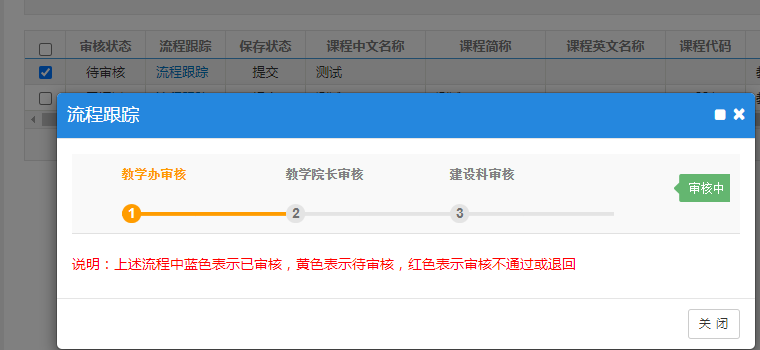 审核状态 流程跟踪 保存状态 课程中文名称 课程简称 课程英文名称 课程代码
待审核 流程跟踪 提交 测试
流程跟踪
教学办审核 教学院长审核 建设科审核
审核中
1 2 3
说明：上述流程中蓝色表示已审核，黄色表示待审核，红色表示审核不通过或退回
关 闭